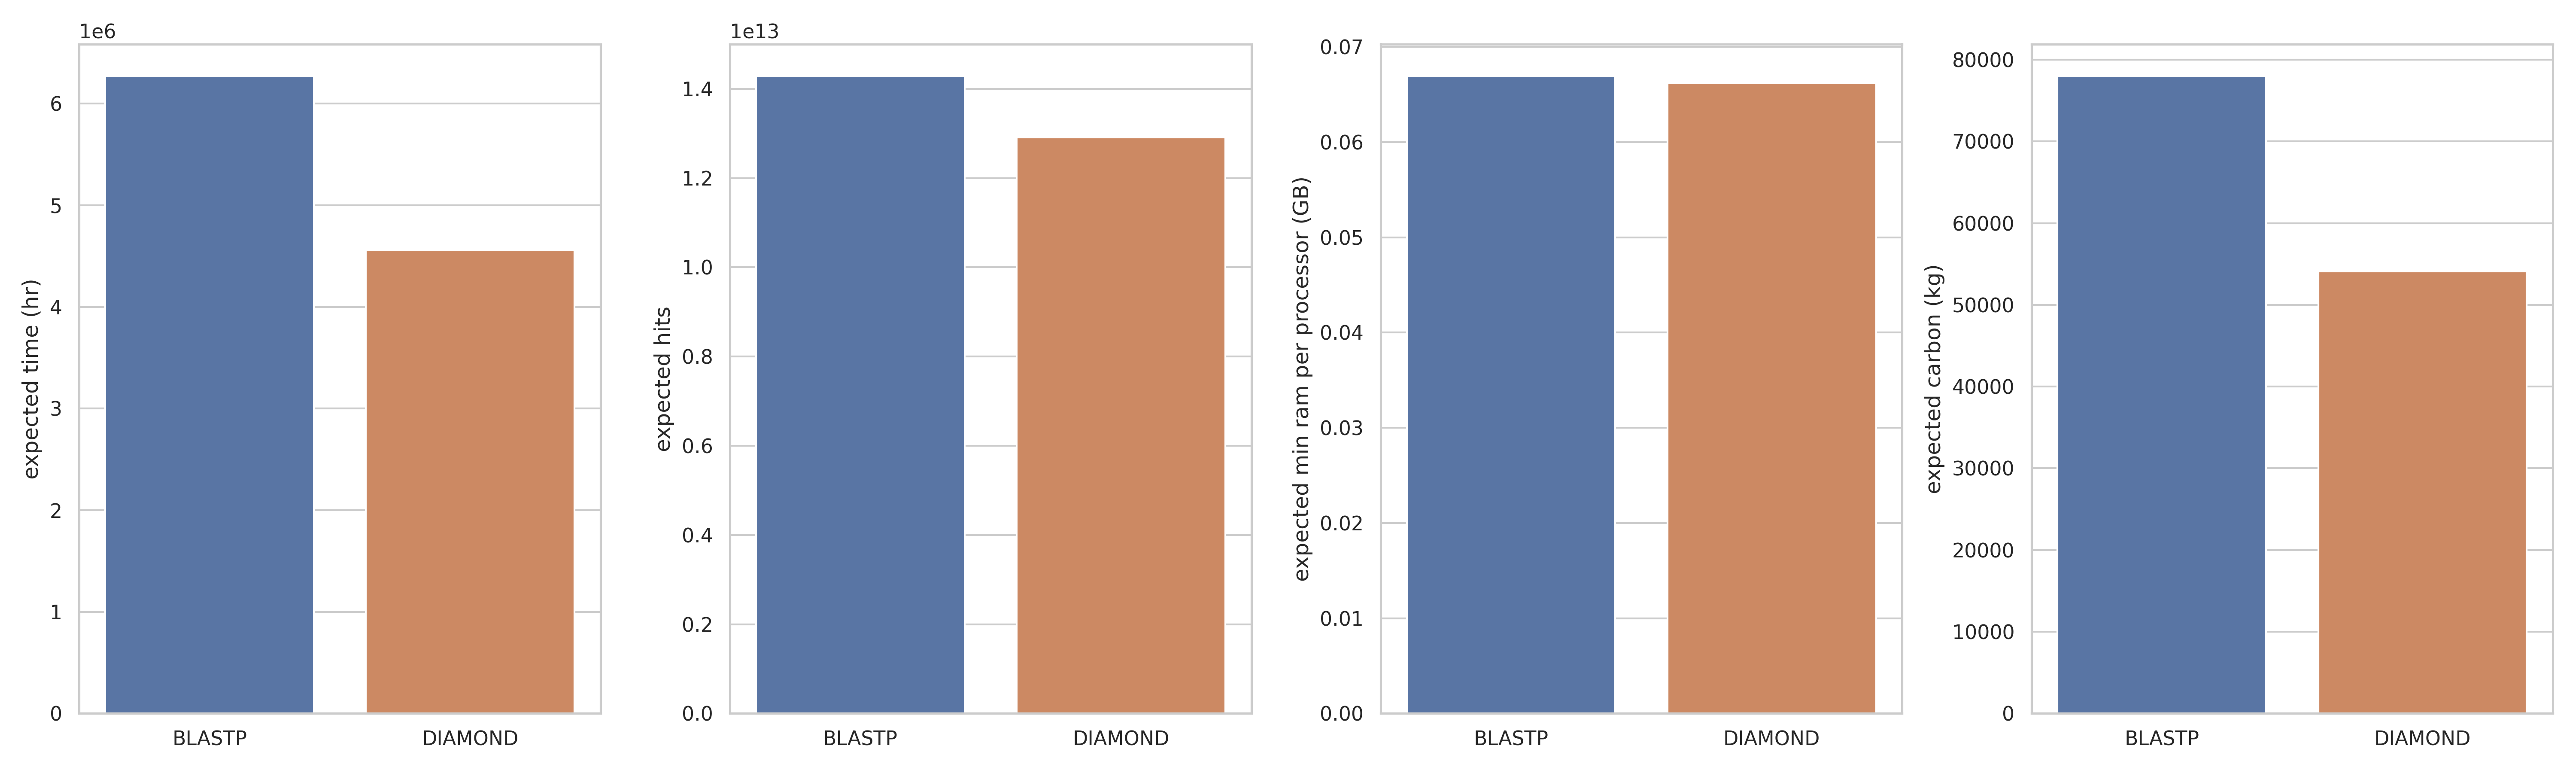 1e6
expected time (hr)
6
5
4
3
2
1
0
BLASTP
DIAMOND
1e13
expected hits
1.4
1.2
1.0
0.8
0.6
0.4
0.2
0.0
BLASTP
DIAMOND
expected min ram per processor (GB)
0.07
0.06
0.05
0.04
0.03
0.02
0.01
0.00
BLASTP
DIAMOND
expected carbon (kg)
80000
70000
60000
50000
40000
30000
20000
10000
0
BLASTP
DIAMOND